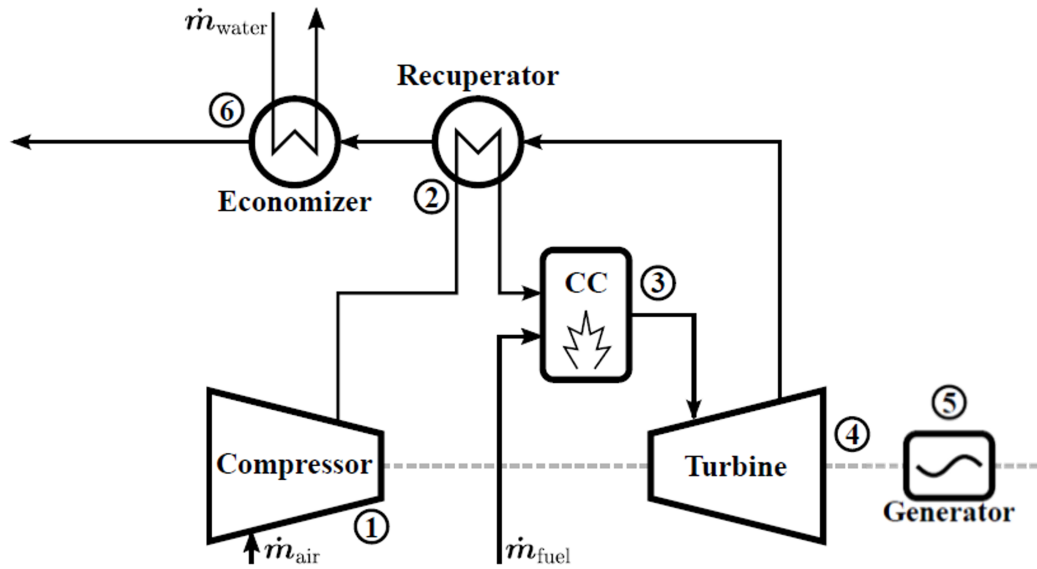 ṁwater
Recuperator
6
Economizer
2
CC
3
Compressor
1
Turbine
4
5
Generator
ṁair
ṁfuel